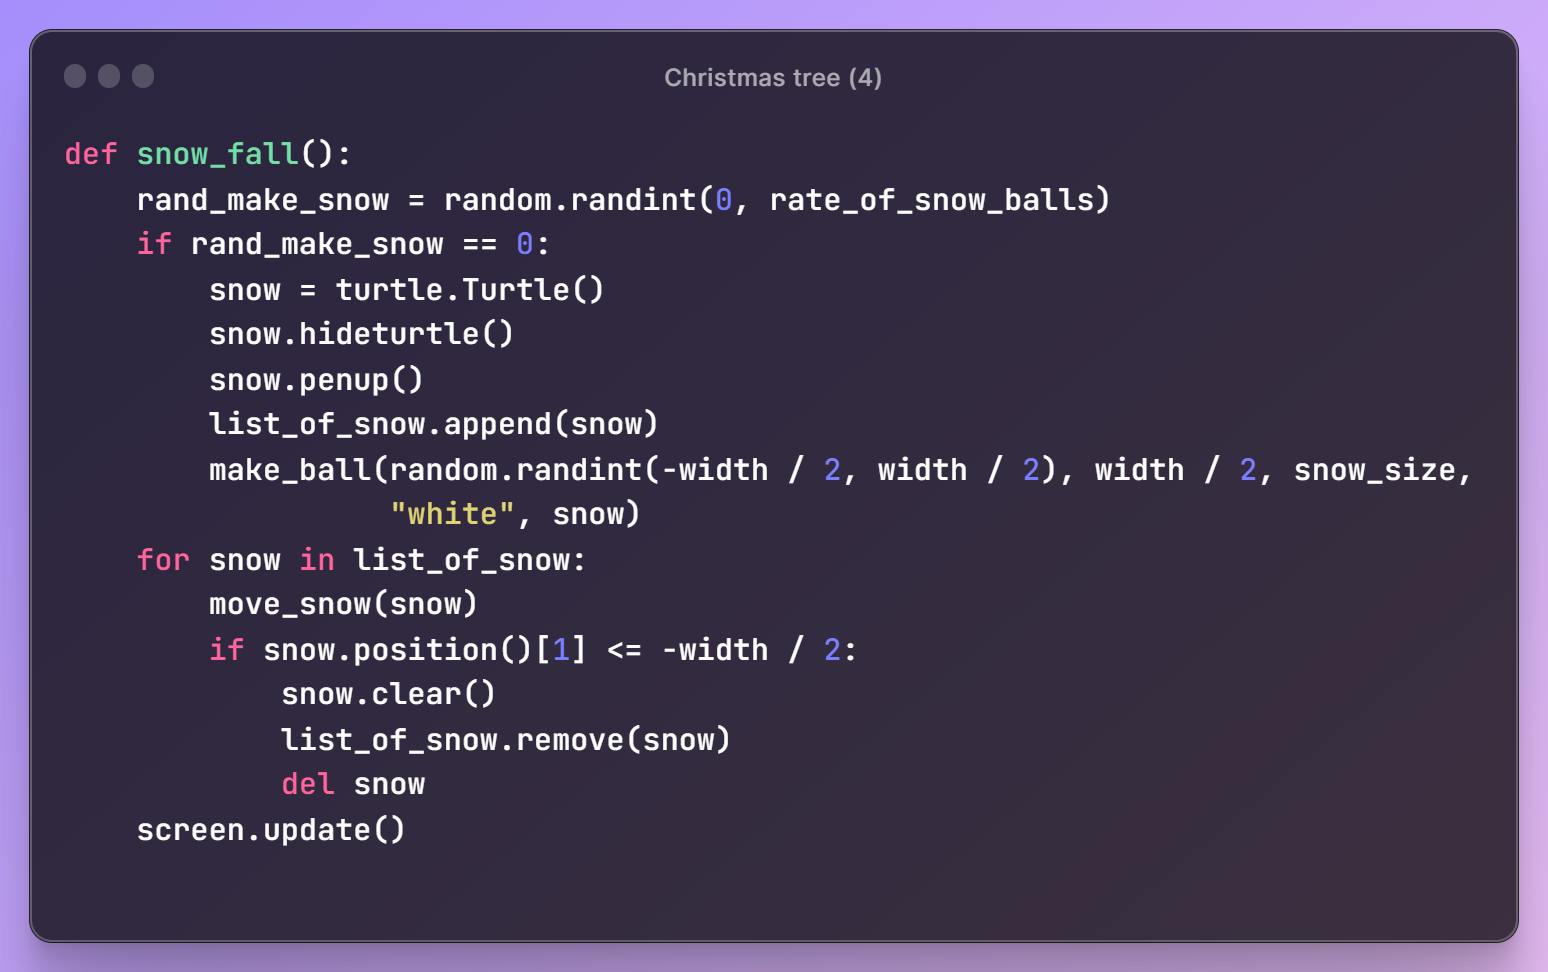 Christmas tree (4)
def snow_fall():
    rand_make_snow = random.randint(0, rate_of_snow_balls)
    if rand_make_snow == 0:
        snow = turtle.Turtle()
        snow.hideturtle()
        snow.penup()
        list_of_snow.append(snow)
        make_ball(random.randint(-width / 2, width / 2), width / 2, snow_size,
                  "white", snow)
    for snow in list_of_snow:
        move_snow(snow)
        if snow.position()[1] <= -width / 2:
            snow.clear()
            list_of_snow.remove(snow)
            del snow
    screen.update()